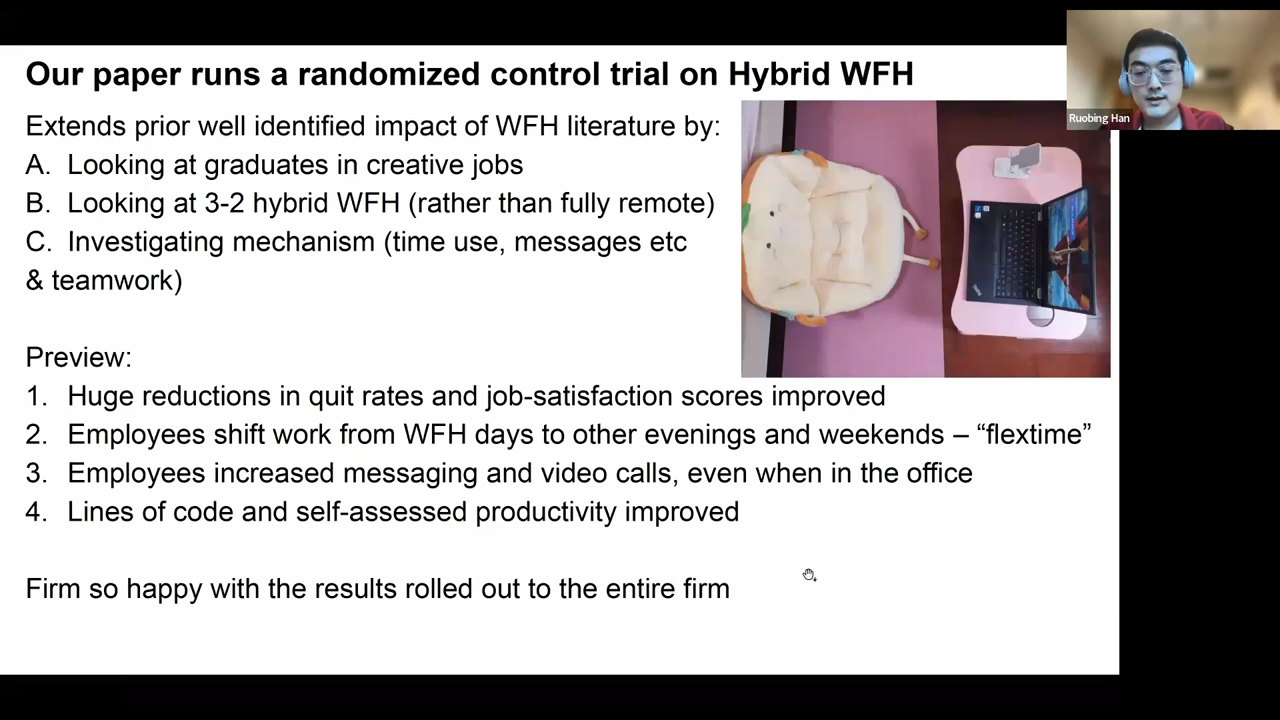 Our paper runs a randomized control trial on Hybrid WFH
Ruobing Han
Extends prior well identified impact of WFH literature by:
A. Looking at graduates in creative jobs
B. Looking at 3-2 hybrid WFH (rather than fully remote)
C. Investigating mechanism (time use, messages etc
& teamwork)
Preview:
1. Huge reductions in quit rates and job-satisfaction scores improved
2. Employees shift work from WFH days to other evenings and weekends – “flextime”
3. Employees increased messaging and video calls, even when in the office
4. Lines of code and self-assessed productivity improved
Firm so happy with the results rolled out to the entire firm